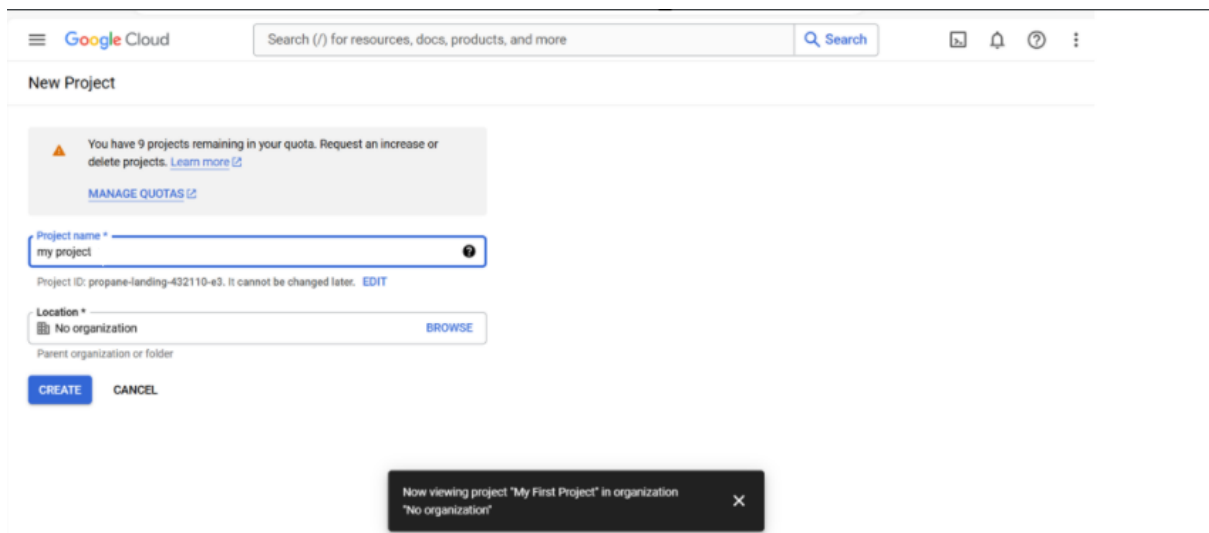 Google Cloud
Search (/) for resources, docs, products, and more
Search
New Project
You have 9 projects remaining in your quota. Request an increase or
delete projects. Learn more
MANAGE QUOTAS
Project name *
my project
Project ID: propane-landing-432110-e3. It cannot be changed later. EDIT
Location *
No organization
BROWSE
Parent organization or folder
CREATE
CANCEL
Now viewing project "My First Project" in organization
"No organization"